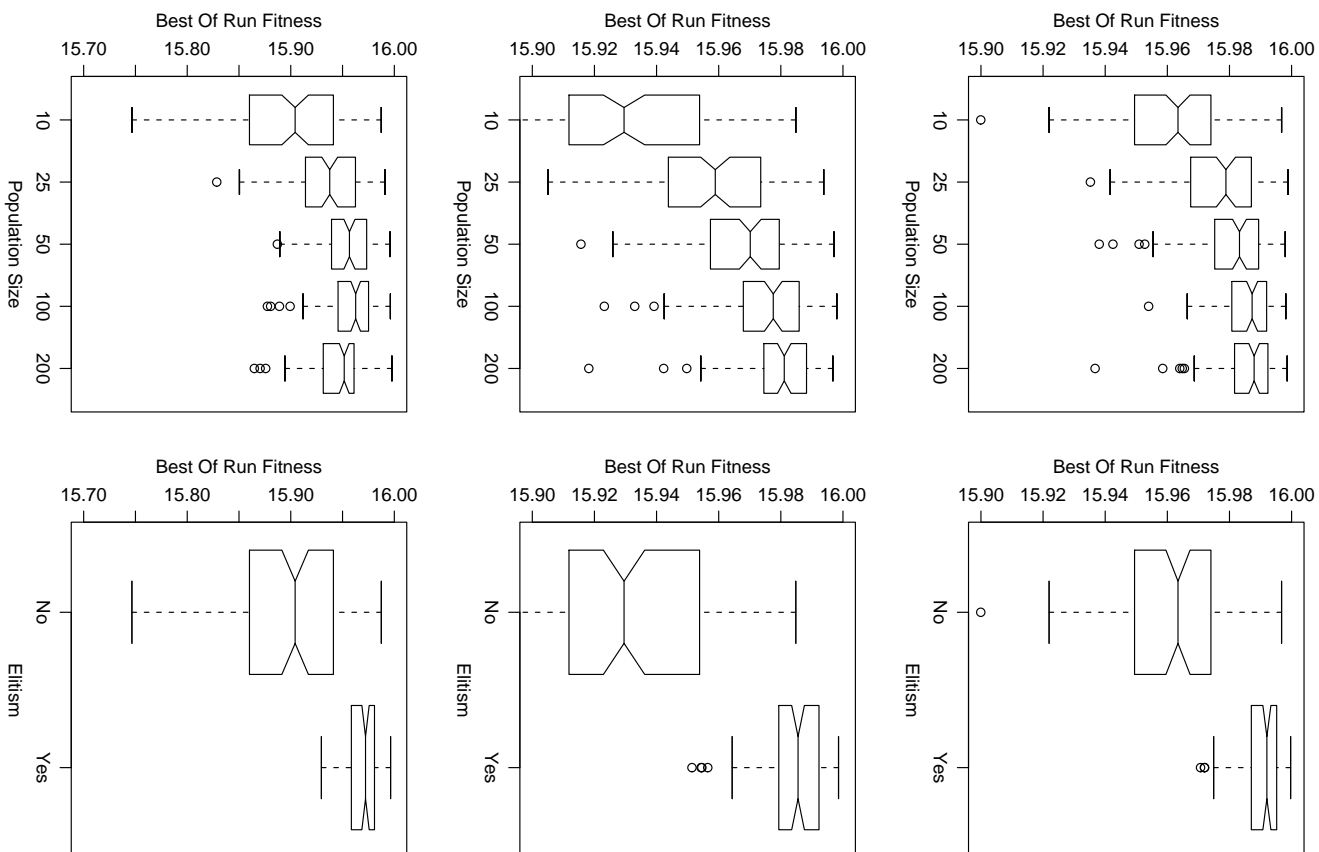 Best Of Run Fitness
15.70 15.80 15.90 16.00
10
25
50
100
200
Population Size
Best Of Run Fitness
15.90 15.92 15.94 15.96 15.98 16.00
10
25
50
100
200
Population Size
Best Of Run Fitness
15.90 15.92 15.94 15.96 15.98 16.00
10
25
50
100
200
Population Size
Best Of Run Fitness
15.70 15.80 15.90 16.00
No
Yes
Elitism
Best Of Run Fitness
15.90 15.92 15.94 15.96 15.98 16.00
No
Yes
Elitism
Best Of Run Fitness
15.90 15.92 15.94 15.96 15.98 16.00
No
Yes
Elitism